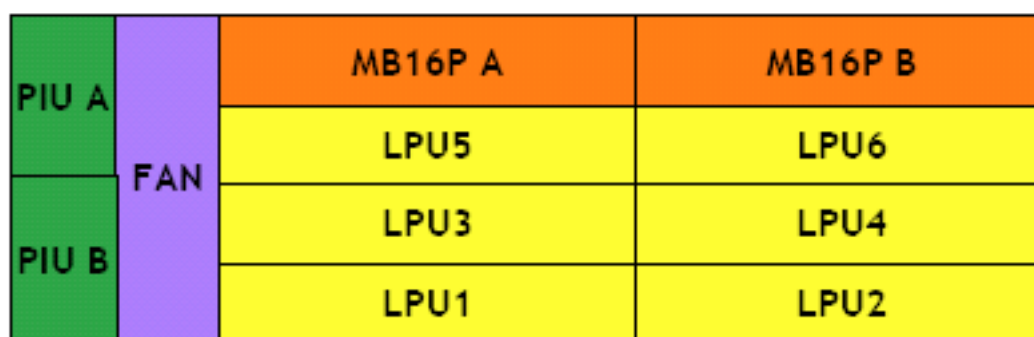 PIU A
PIU B
FAN
MB16P A
MB16P B
LPU5
LPU6
LPU3
LPU4
LPU1
LPU2